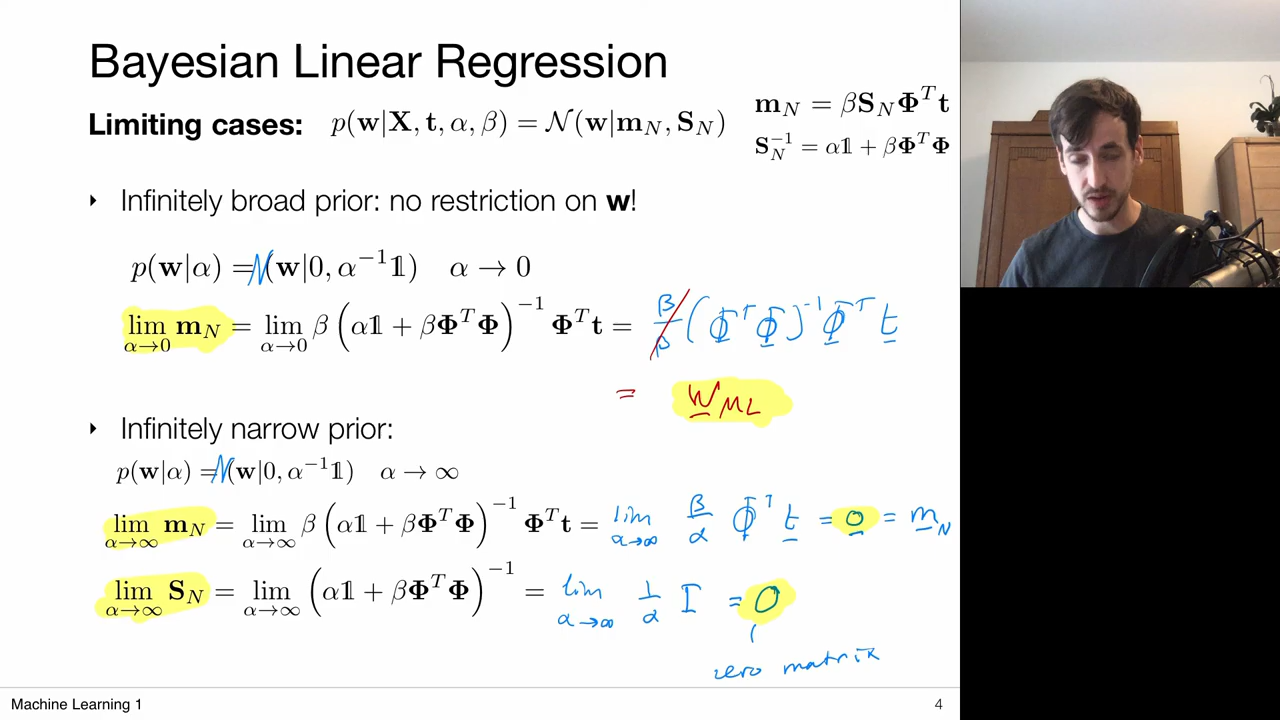 Bayesian Linear Regression
Limiting cases: p(w|X, t, α, β) = N(w|m_N, S_N)
m_N = βS_NΦ^T t
S_N^{-1} = α𝟙 + βΦ^TΦ
‣ Infinitely broad prior: no restriction on w!
p(w|α) = N(w|0, α^{-1}𝟙) α → 0
lim_{α→0} m_N = lim_{α→0} β (α𝟙 + βΦ^TΦ)^{-1} Φ^T t = β/β (Φ^T Φ)^{-1} Φ^T t
= w_ML
‣ Infinitely narrow prior:
p(w|α) = N(w|0, α^{-1}𝟙) α → ∞
lim_{α→∞} m_N = lim_{α→∞} β (α𝟙 + βΦ^TΦ)^{-1} Φ^T t = lim_{α→∞} β/α Φ^T t = 0 = m_N
lim_{α→∞} S_N = lim_{α→∞} (α𝟙 + βΦ^TΦ)^{-1} = lim_{α→∞} 1/α I = 0
zero matrix
Machine Learning 1
4